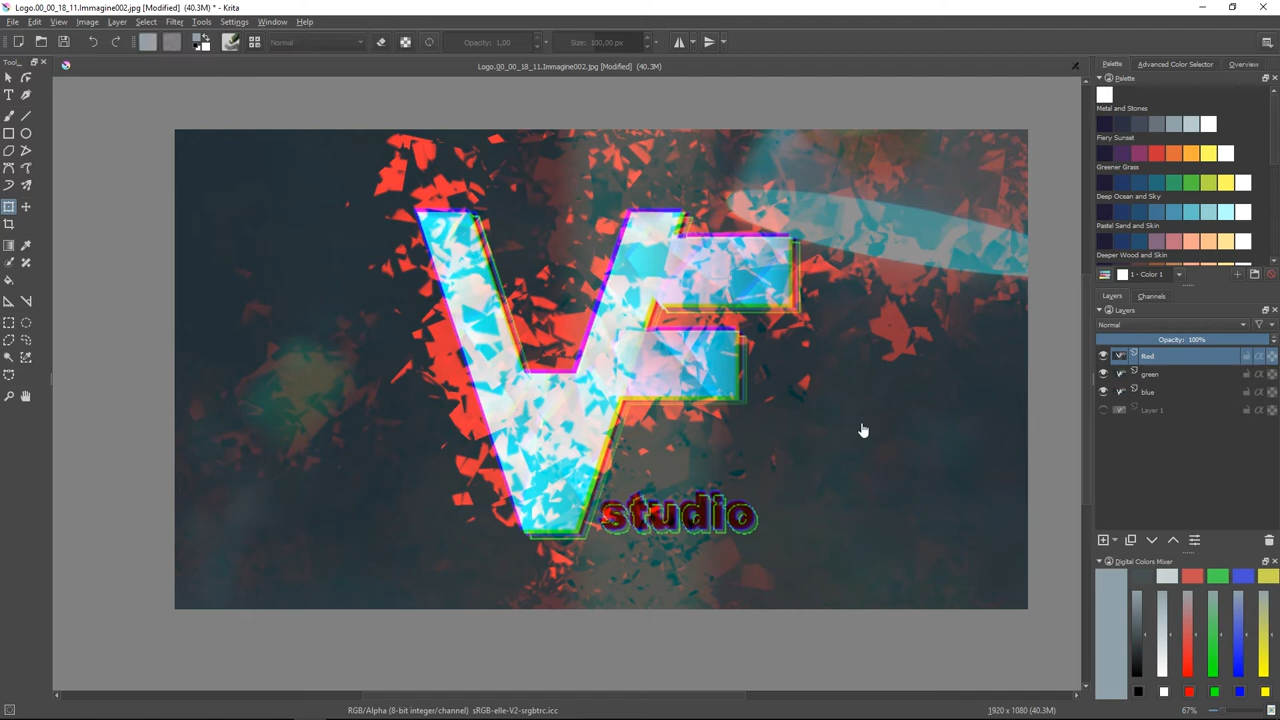 Logo.00_00_18_11.Immagine002.jpg [Modified] (40.3M) * - Krita
File Edit View Image Layer Select Filter Tools Settings Window Help
Normal Opacity: 1,00 Size: 100,00 px
Tool...
Logo.00_00_18_11.Immagine002.jpg [Modified] (40.3M)
Palette Advanced Color Selector Overview
Palette
Metal and Stones
Fiery Sunset
Greener Grass
Deep Ocean
Pastel Sand and Skin
Deeper Wood and Skin
1 - Color 1
Layers Channels
Layers
Normal
Opacity: 100%
Red
green
blue
Layer 1
VF
studio
Digital Colors Mixer
RGB/Alpha (8-bit integer/channel) sRGB-elle-V2-srgbtrc.icc
1920 x 1080 (40.3M)
67%